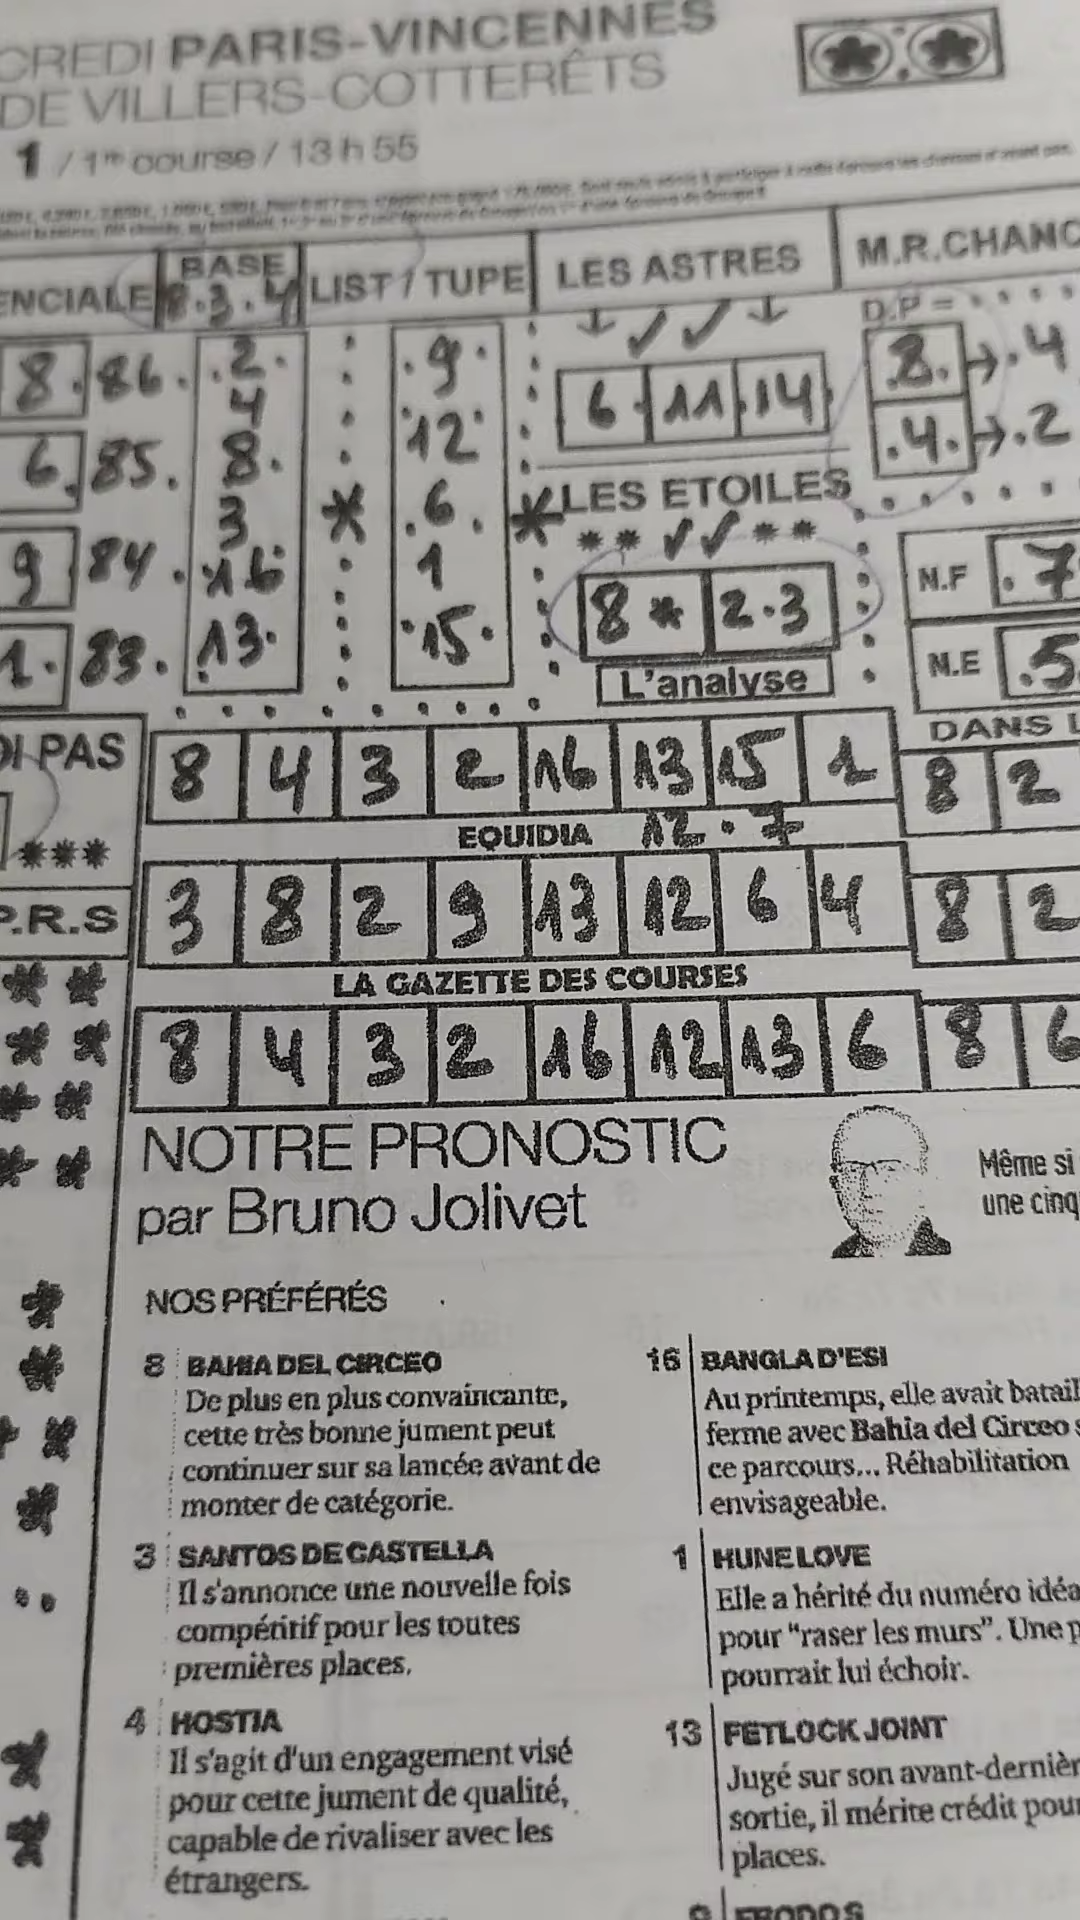 CREDI PARIS-VINCENNES
DE VILLERS-COTTERÊTS
1 / 1re course / 13 h 55
ENCIALE
BASE
8.3.4
LIST / TUPE
LES ASTRES
M.R.CHANC
D.P =
8. 86. .2. .9.
4 .12.
6. 85. 8.
3 * .6. *
9 84 .16. 1
1. 83. .13. .15.
6. 11 .14
.8. → .4
.4. → .2
LES ETOILES
8 * 2.3
L'analyse
N.F .7
N.E .5
DI PAS
8 4 3 2 16 13 15 1
DANS L
8 2
EQUIDIA 12.7
***
P.R.S
3 8 2 9 13 12 6 4
8 2
LA GAZETTE DES COURSES
8 4 3 2 16 12 13 6 8 6
NOTRE PRONOSTIC
par Bruno Jolivet
Même si
une cinq
NOS PRÉFÉRÉS
8 BAHIA DEL CIRCEO
De plus en plus convaincante,
cette très bonne jument peut
continuer sur sa lancée avant de
monter de catégorie.
3 SANTOS DE CASTELLA
Il s'annonce une nouvelle fois
compétitif pour les toutes
premières places.
4 HOSTIA
Il s'agit d'un engagement visé
pour cette jument de qualité,
capable de rivaliser avec les
étrangers.
16 BANGLA D'ESI
Au printemps, elle avait batail
ferme avec Bahia del Circeo s
ce parcours... Réhabilitation
envisageable.
1 HUNE LOVE
Elle a hérité du numéro idéa
pour "raser les murs". Une p
pourrait lui échoir.
13 FETLOCK JOINT
Jugé sur son avant-dernièr
sortie, il mérite crédit pour
places.
9 FRODO S